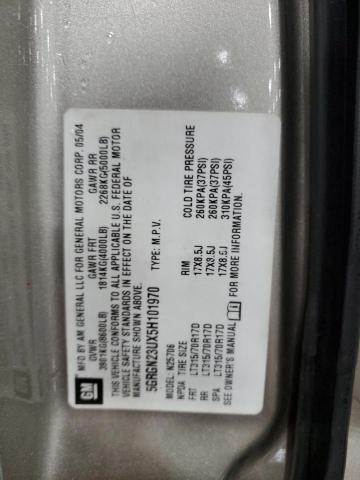 GM
MFG BY AM GENERAL LLC FOR GENERAL MOTORS CORP. 05/04
GVWR GAWR FRT GAWR RR
3901KG(8600LB) 1814KG(4000LB) 2268KG(5000LB)
THIS VEHICLE CONFORMS TO ALL APPLICABLE U.S. FEDERAL MOTOR
VEHICLE SAFETY STANDARDS IN EFFECT ON THE DATE OF
MANUFACTURE SHOWN ABOVE.
5GRGN23UX5H101970 TYPE: M.P.V.
MODEL: N25706
NPDA TIRE SIZE RIM COLD TIRE PRESSURE
FRT LT315/70R17D 17X8.5J 260KPA(37PSI)
RR LT315/70R17D 17X8.5J 260KPA(37PSI)
SPA LT315/70R17D 17X8.5J 310KPA(45PSI)
SEE OWNER'S MANUAL FOR MORE INFORMATION.